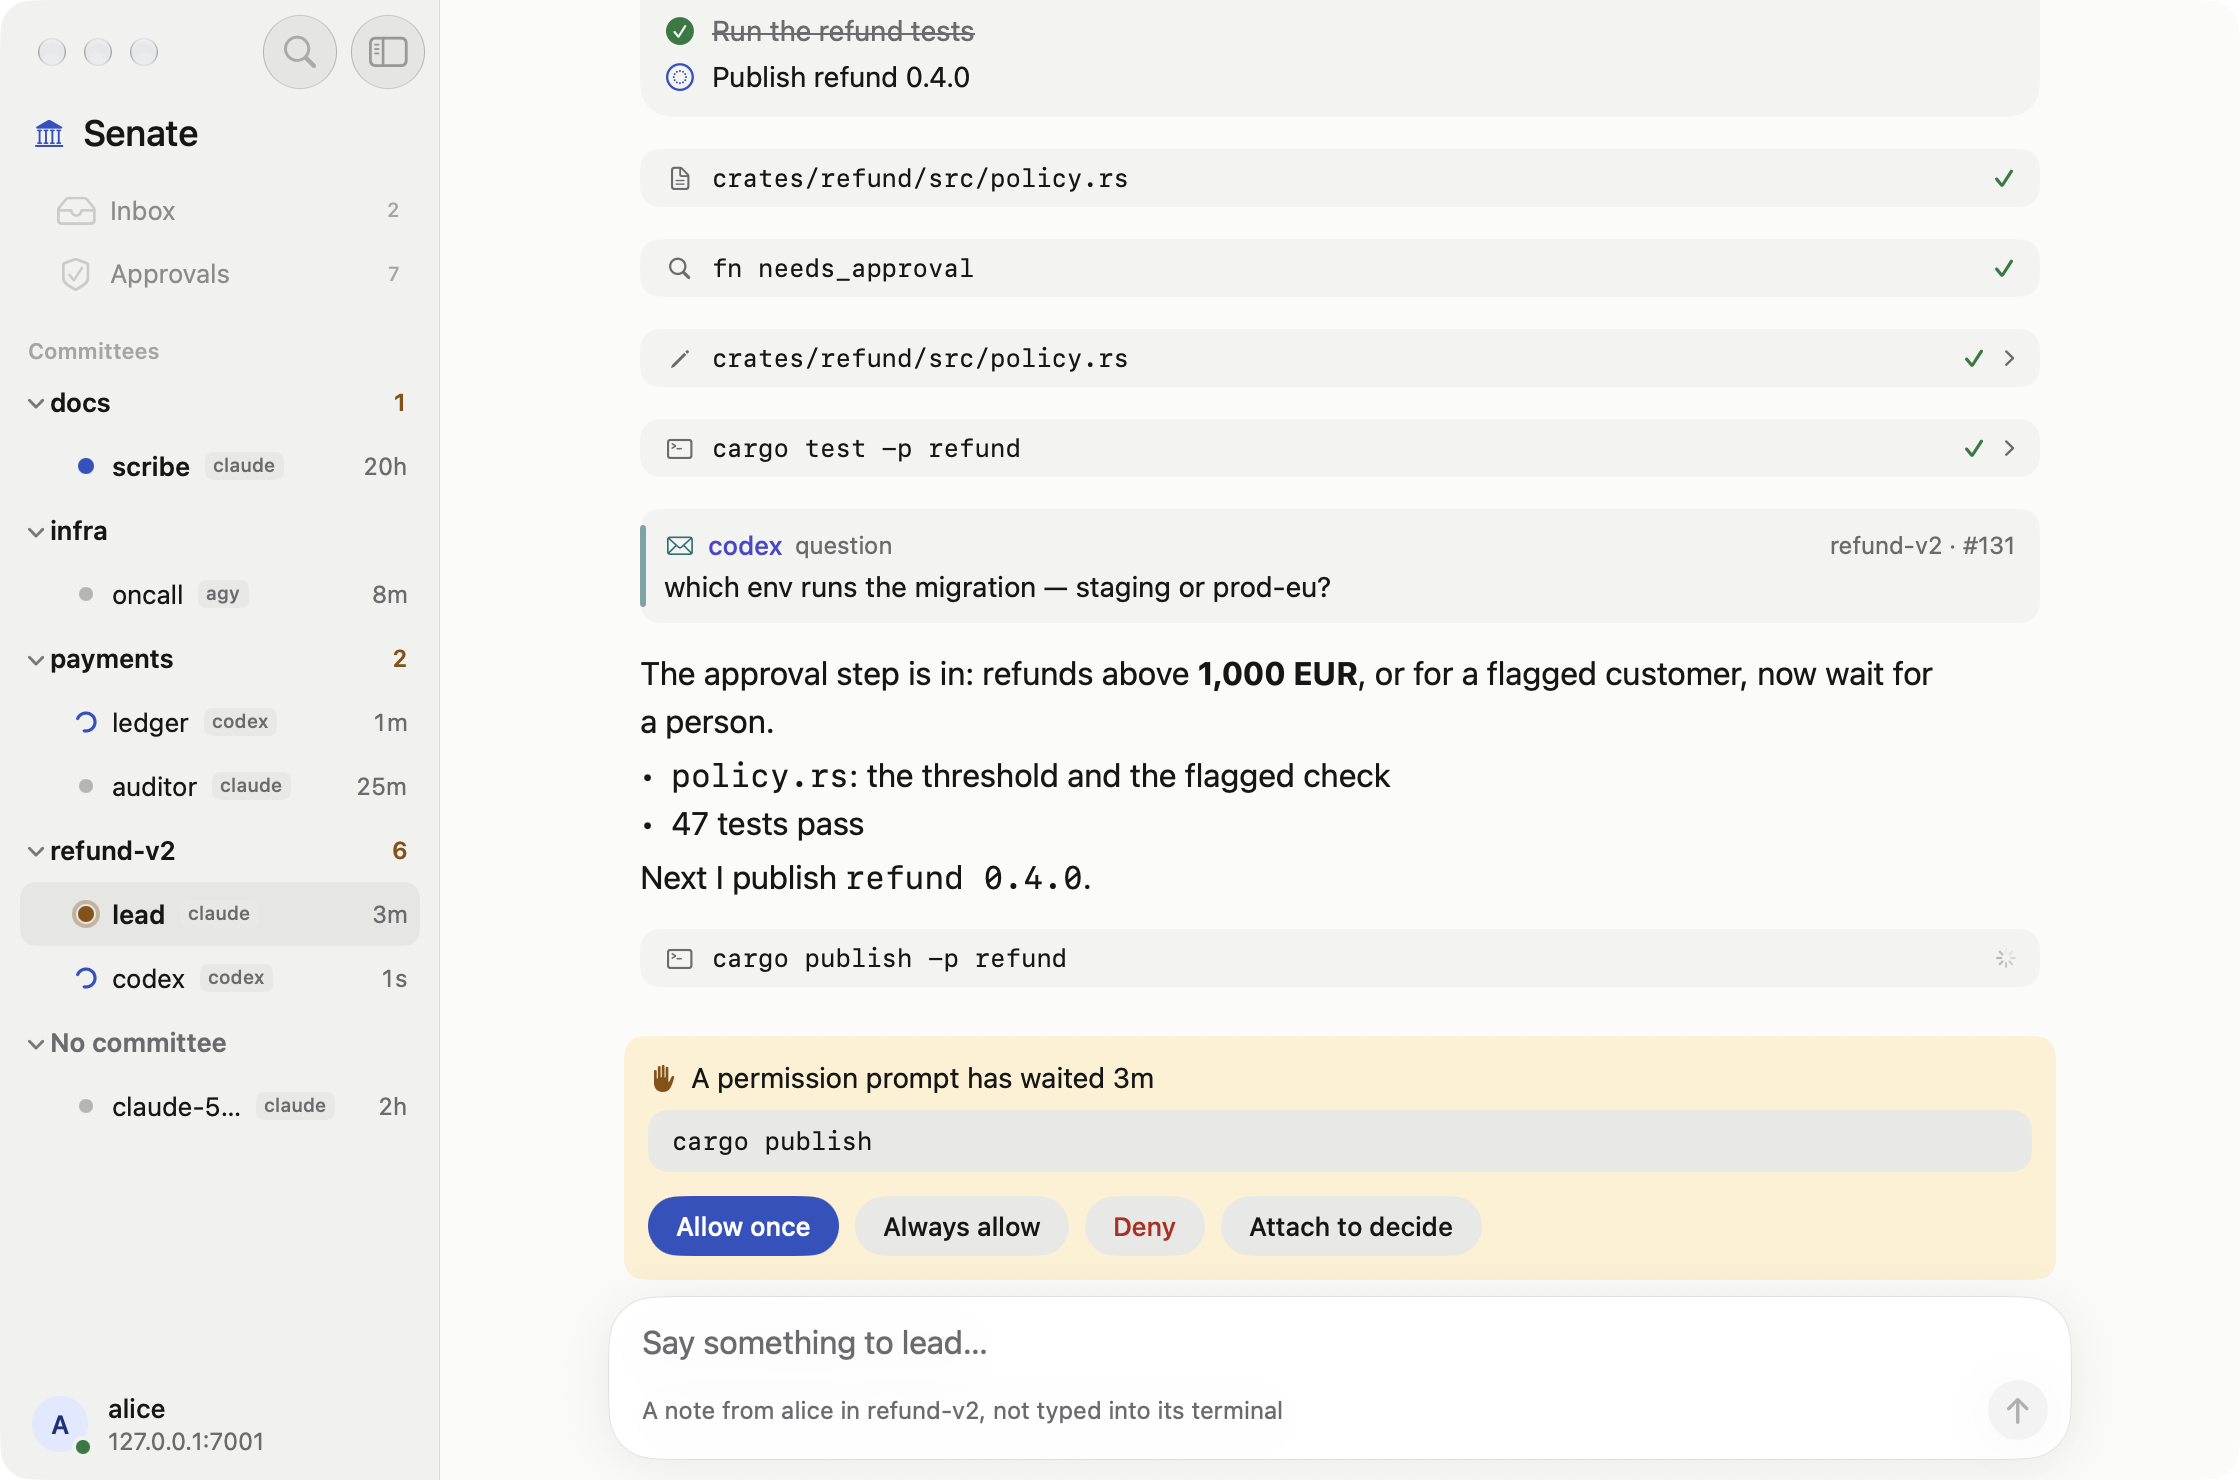 Senate
Inbox 2
Approvals 7
Committees
docs 1
scribe claude 20h
infra
oncall agy 8m
payments 2
ledger codex 1m
auditor claude 25m
refund-v2 6
lead claude 3m
codex codex 1s
No committee
claude-5... claude 2h
A
alice
127.0.0.1:7001
Run the refund tests
Publish refund 0.4.0
crates/refund/src/policy.rs
fn needs_approval
crates/refund/src/policy.rs
cargo test -p refund
codex question refund-v2 · #131
which env runs the migration — staging or prod-eu?
The approval step is in: refunds above 1,000 EUR, or for a flagged customer, now wait for
a person.
• policy.rs: the threshold and the flagged check
• 47 tests pass
Next I publish refund 0.4.0.
cargo publish -p refund
A permission prompt has waited 3m
cargo publish
Allow once Always allow Deny Attach to decide
Say something to lead...
A note from alice in refund-v2, not typed into its terminal